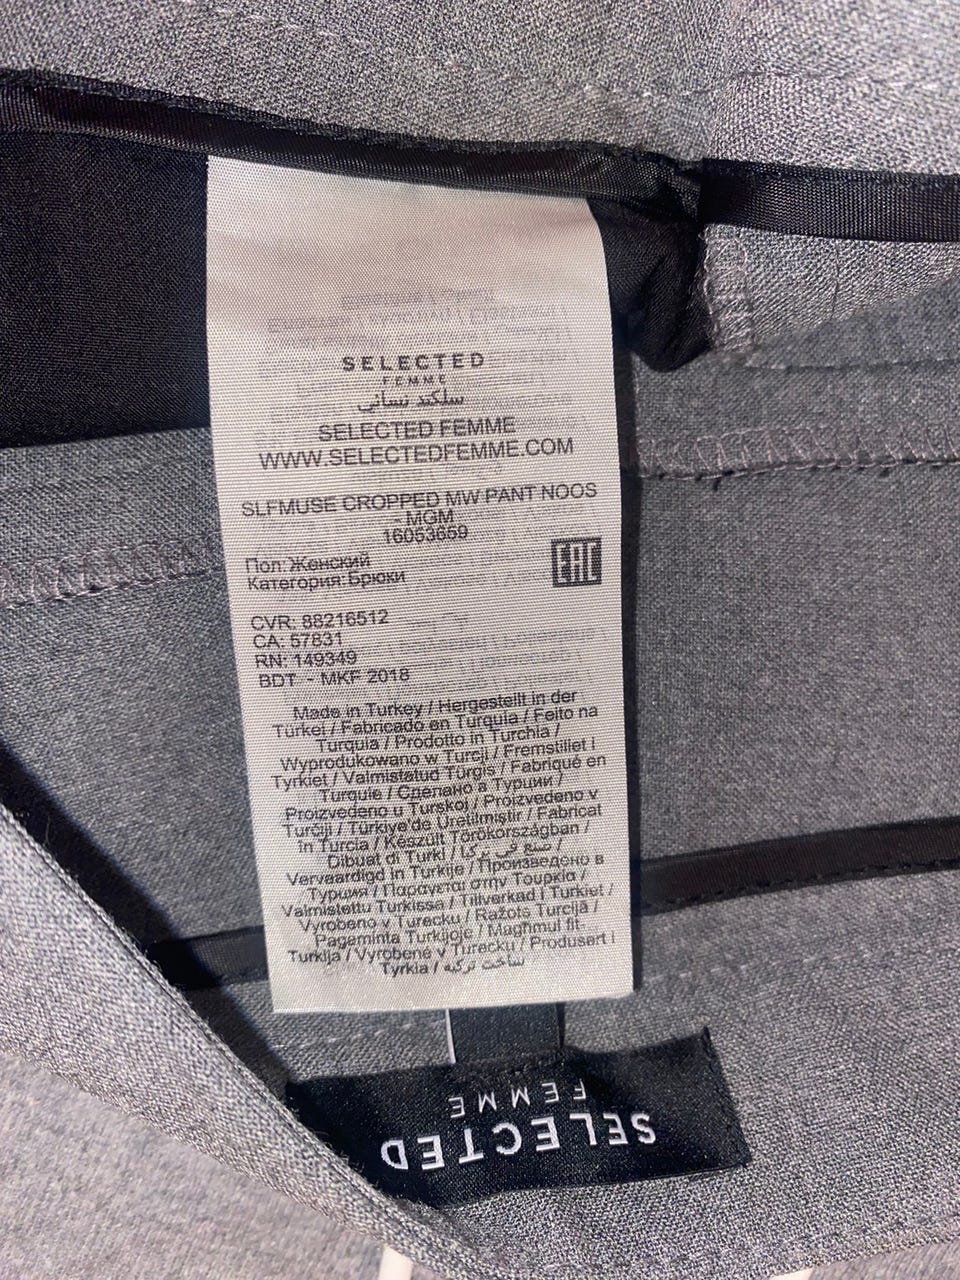 SELECTED
FEMME
سلكتد نسائي
SELECTED FEMME
WWW.SELECTEDFEMME.COM
SLFMUSE CROPPED MW PANT NOOS
- MGM
16053659
Пол: Женский
Категория: Брюки
EAC
CVR: 88216512
CA: 57831
RN: 149349
BDT - MKF 2018
Made in Turkey / Hergestellt in der
Türkei / Fabricado en Turquía / Feito na
Turquia / Prodotto in Turchia /
Wyprodukowano w Turcji / Fremstillet i
Tyrkiet / Valmistatud Türgis / Fabriqué en
Turquie / Сделано в Турции /
Proizvedeno u Turskoj / Proizvedeno v
Turčiji / Türkiye'de Üretilmiştir / Fabricat
în Turcia / Készült Törökországban /
Dibuat di Turki / صنع في تركيا /
Vervaardigd in Turkije / Произведено в
Турция / Παράγεται στην Τουρκία /
Valmistettu Turkissa / Tillverkad i Turkiet /
Vyrobeno v Turecku / Ražots Turcijā /
Pagaminta Turkijoje / Magħmul fit-
Turkija / Vyrobené v Turecku / Produsert i
Tyrkia / ساخت ترکیه
SELECTED
FEMME